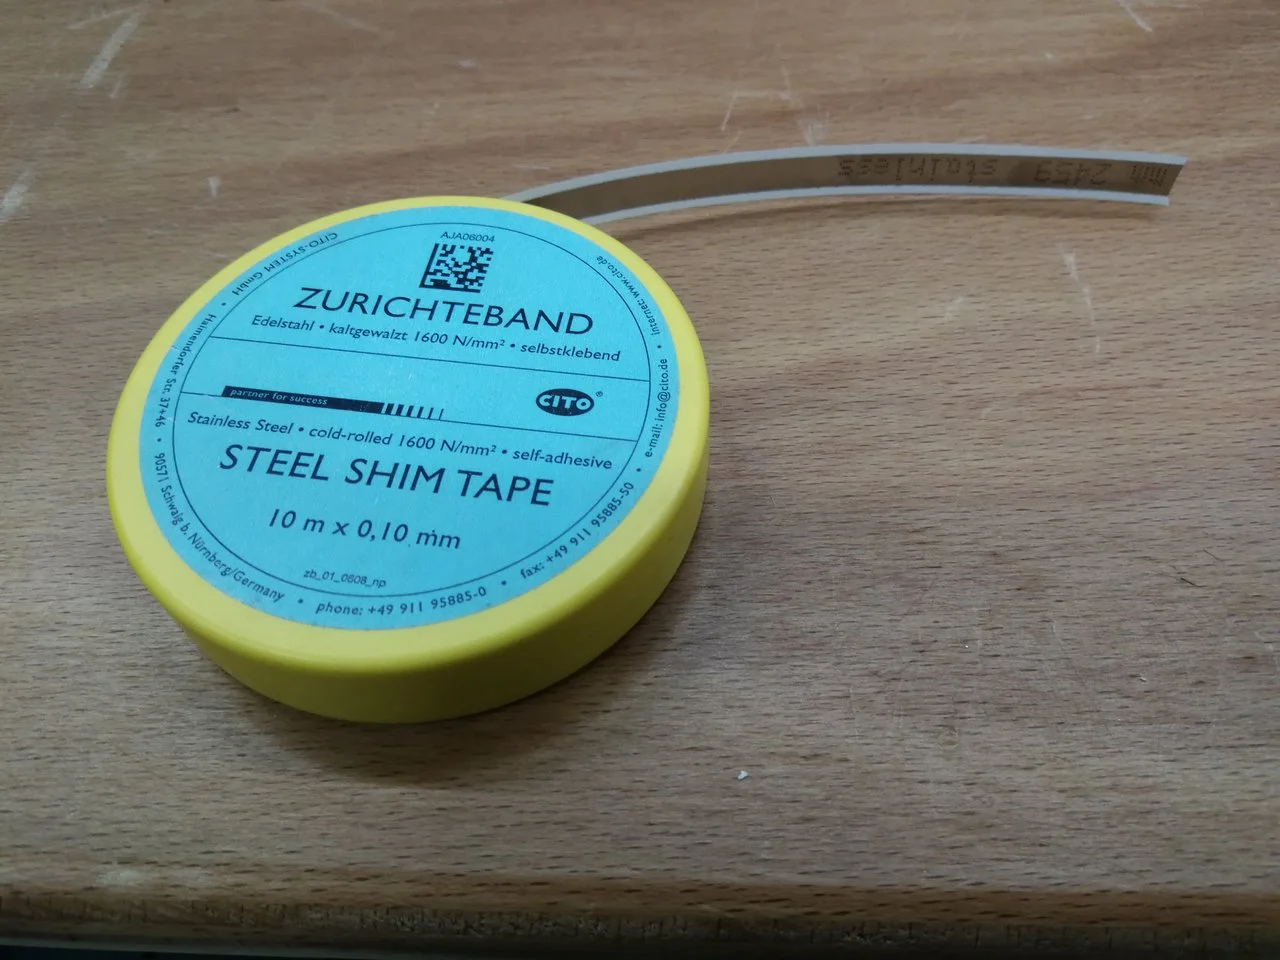 AJA06004
ZURICHTEBAND
Edelstahl • kaltgewalzt 1600 N/mm² • selbstklebend
partner for success
CITO®
Stainless Steel • cold-rolled 1600 N/mm² • self-adhesive
STEEL SHIM TAPE
10 m x 0,10 mm
zb_01_0608_np
CITO-SYSTEM GmbH • Haimendorfer Str. 37+46 • 90571 Schwaig b. Nürnberg/Germany • phone: +49 911 95885-0 • fax: +49 911 95885-50 • e-mail: info@cito.de • internet: www.cito.de
mm 2459 stainless